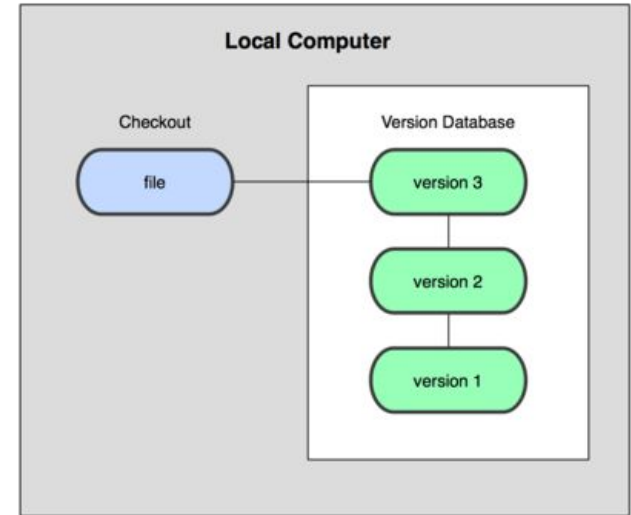 Local Computer
Checkout
Version Database
file
version 3
version 2
version 1